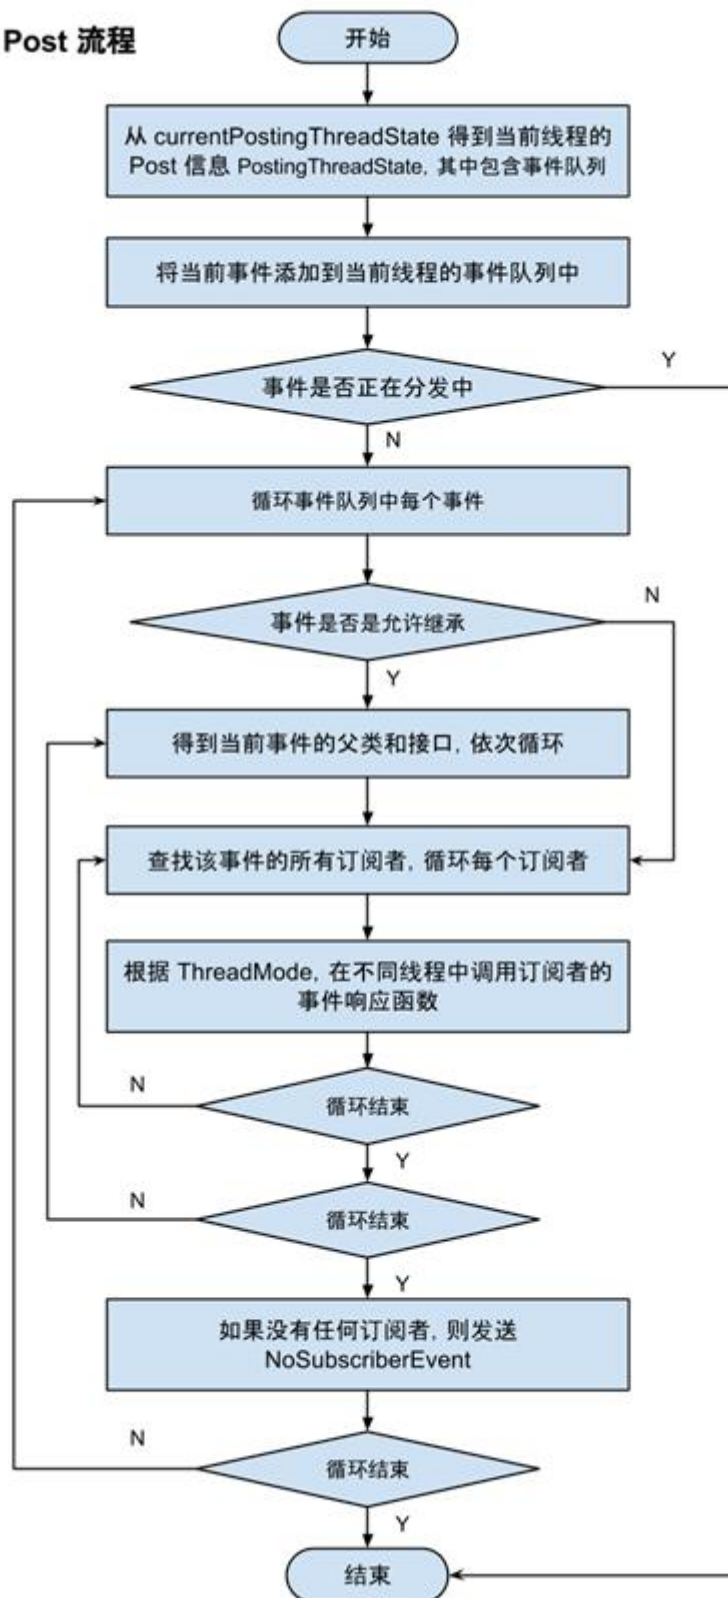 Post 流程
开始
从 currentPostingThreadState 得到当前线程的
Post 信息 PostingThreadState, 其中包含事件队列
将当前事件添加到当前线程的事件队列中
事件是否正在分发中
Y
N
循环事件队列中每个事件
事件是否是允许继承
N
Y
得到当前事件的父类和接口, 依次循环
查找该事件的所有订阅者, 循环每个订阅者
根据 ThreadMode, 在不同线程中调用订阅者的
事件响应函数
N
循环结束
Y
N
循环结束
Y
如果没有任何订阅者, 则发送
NoSubscriberEvent
N
循环结束
Y
结束